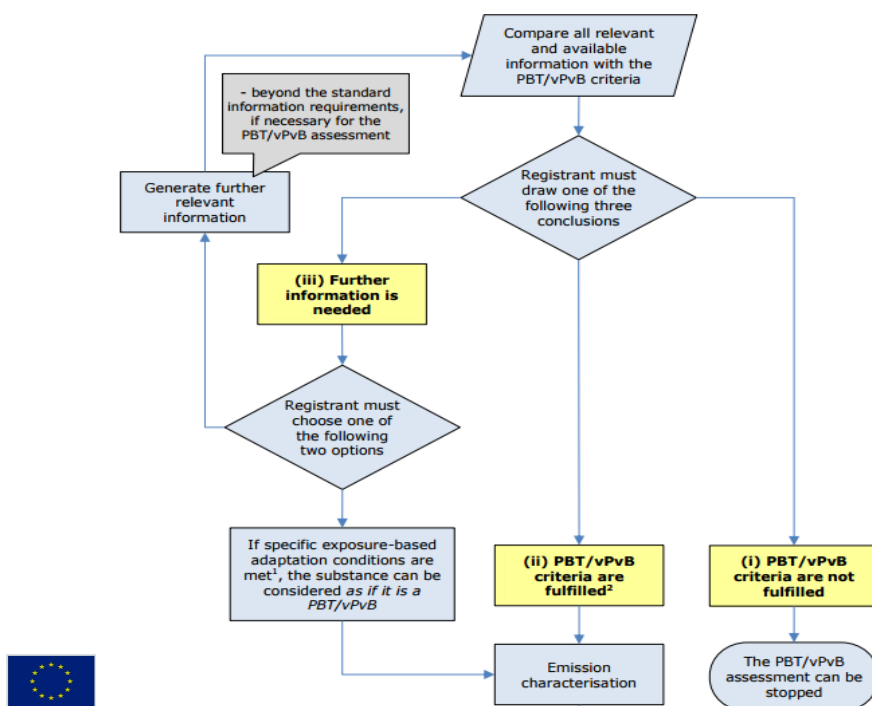 Compare all relevant
and available
information with the
PBT/vPvB criteria
- beyond the standard
information requirements,
if necessary for the
PBT/vPvB assessment
Generate further
relevant
information
Registrant must
draw one of the
following three
conclusions
(iii) Further
information is
needed
Registrant must
choose one of
the following
two options
If specific exposure-based
adaptation conditions are
met¹, the substance can be
considered as if it is a
PBT/vPvB
(ii) PBT/vPvB
criteria are
fulfilled²
(i) PBT/vPvB
criteria are not
fulfilled
Emission
characterisation
The PBT/vPvB
assessment can be
stopped